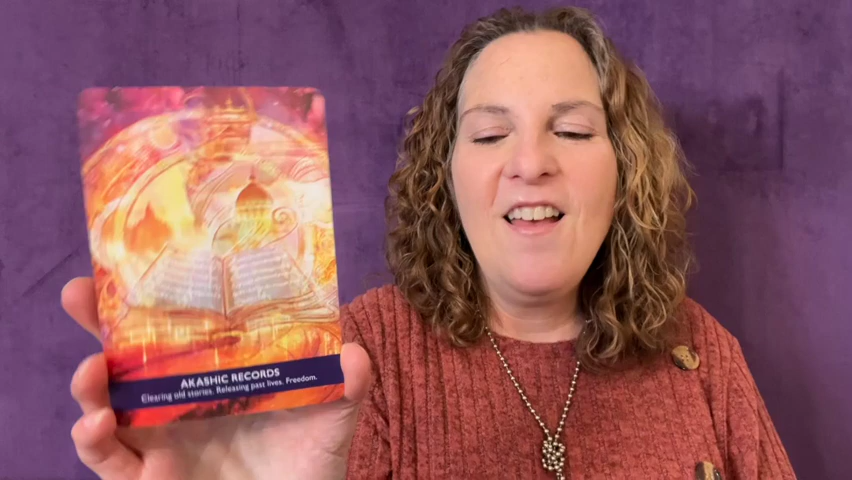 AKASHIC RECORDS
Clearing old stories. Releasing past lives. Freedom.